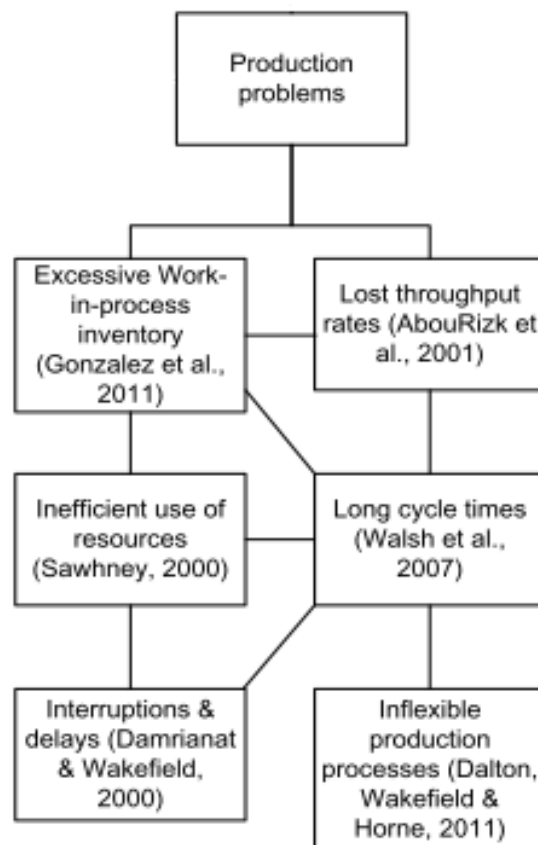 Production
problems
Excessive Work-
in-process
inventory
(Gonzalez et al.,
2011)
Lost throughput
rates (AbouRizk et
al., 2001)
Inefficient use of
resources
(Sawhney, 2000)
Long cycle times
(Walsh et al.,
2007)
Interruptions &
delays (Damrianat
& Wakefield,
2000)
Inflexible
production
processes (Dalton,
Wakefield &
Horne, 2011)